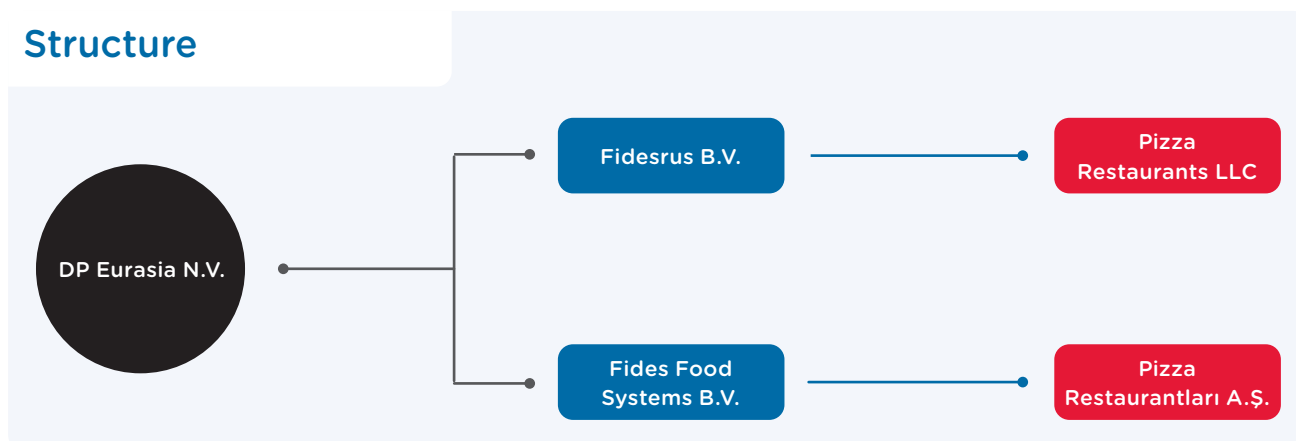 Structure
DP Eurasia N.V.
Fidesrus B.V.
Pizza
Restaurants LLC
Fides Food
Systems B.V.
Pizza
Restaurantları A.Ş.